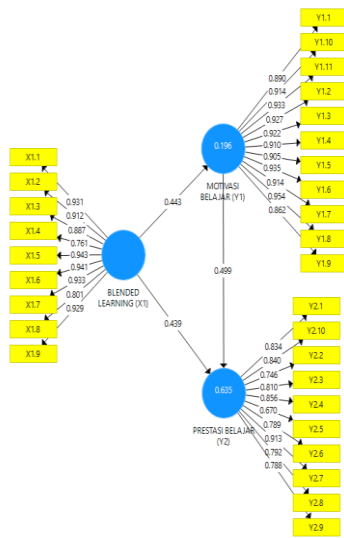 Y1.1
Y1.10
Y1.11
Y1.2
Y1.3
Y1.4
Y1.5
Y1.6
Y1.7
Y1.8
Y1.9
0.890
0.914
0.933
0.927
0.922
0.910
0.905
0.935
0.914
0.954
0.862
0.196
MOTIVASI
BELAJAR (Y1)
X1.1
X1.2
X1.3
X1.4
X1.5
X1.6
X1.7
X1.8
X1.9
0.931
0.912
0.887
0.761
0.943
0.941
0.933
0.801
0.929
BLENDED
LEARNING (X1)
0.443
0.499
0.439
0.635
PRESTASI BELAJAR
(Y2)
0.834
0.840
0.746
0.810
0.856
0.670
0.789
0.913
0.792
0.788
Y2.1
Y2.10
Y2.2
Y2.3
Y2.4
Y2.5
Y2.6
Y2.7
Y2.8
Y2.9